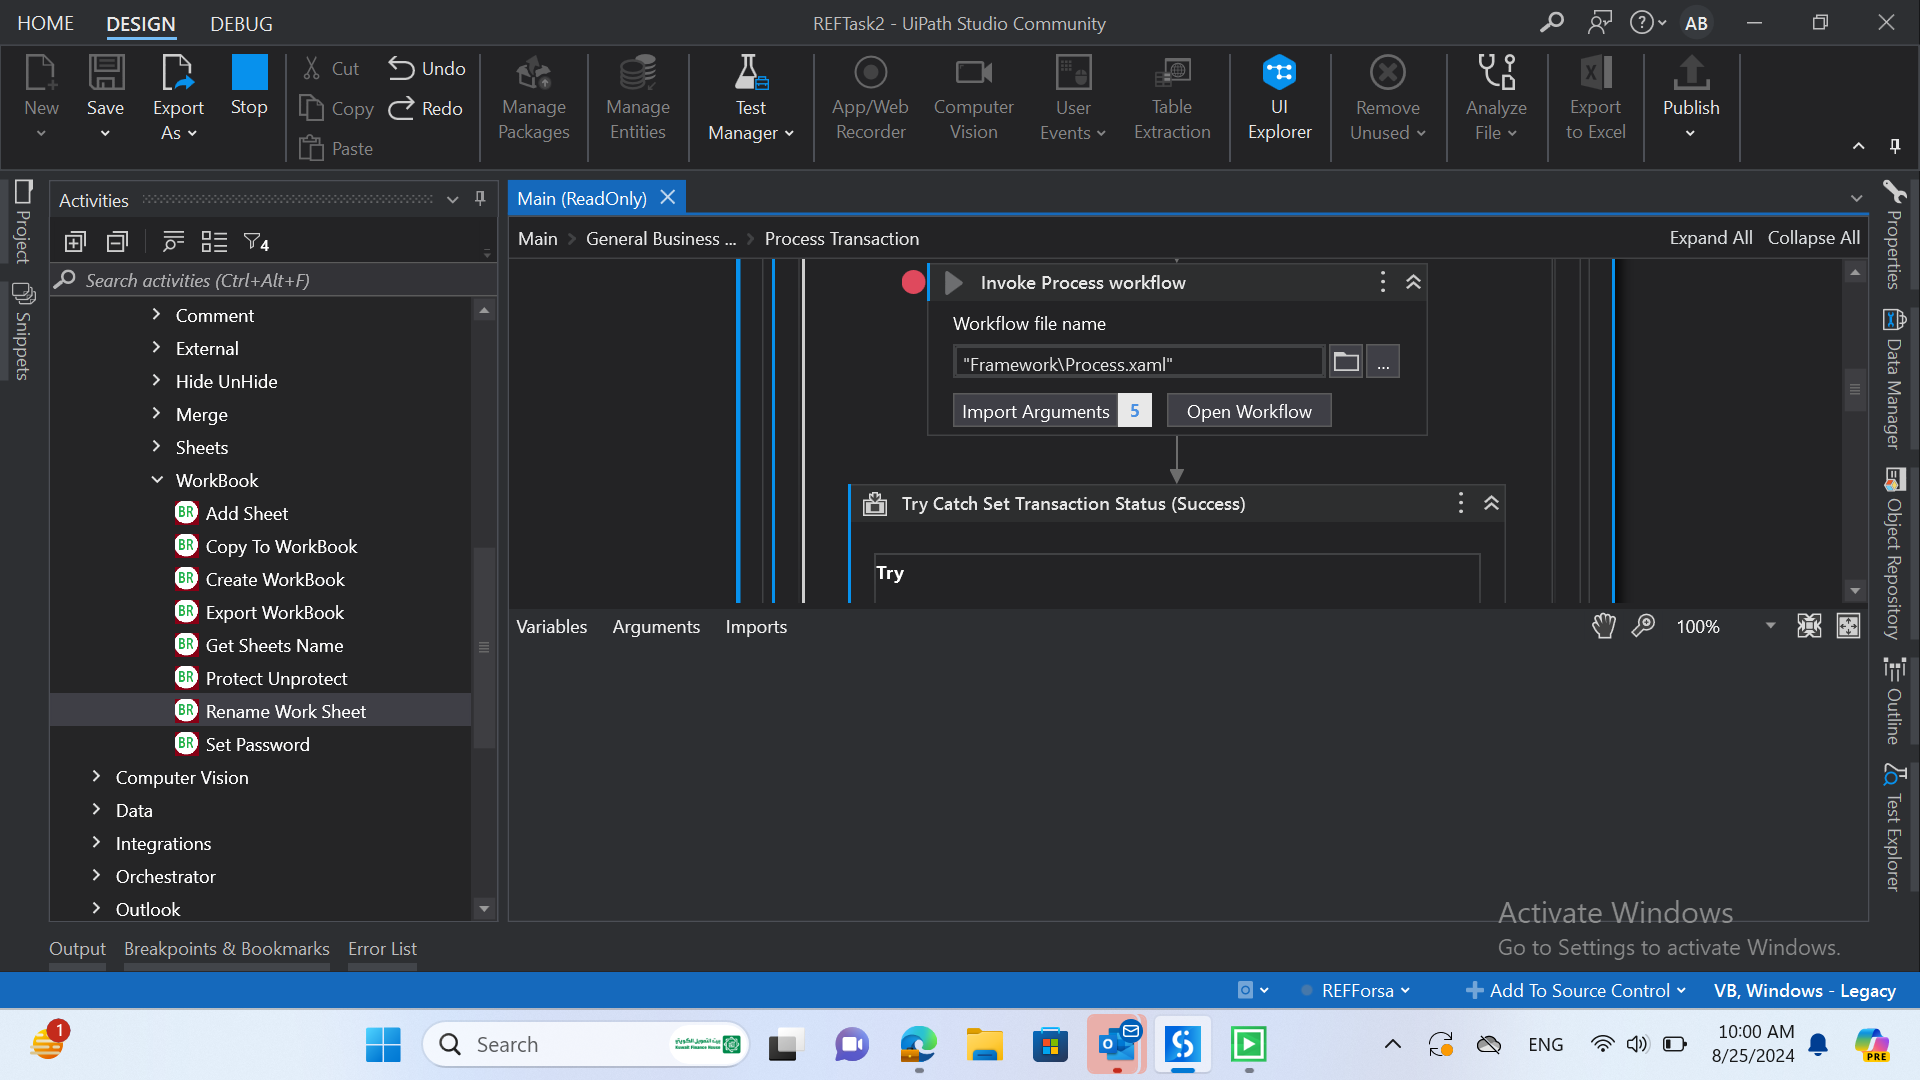 HOME
DESIGN
DEBUG
REFTask2 - UiPath Studio Community
AB
New
Save
Export
As
Stop
Cut
Copy
Paste
Undo
Redo
Manage
Packages
Manage
Entities
Test
Manager
App/Web
Recorder
Computer
Vision
User
Events
Table
Extraction
UI
Explorer
Remove
Unused
Analyze
File
Export
to Excel
Publish
Project
Snippets
Activities
4
Search activities (Ctrl+Alt+F)
Comment
External
Hide UnHide
Merge
Sheets
WorkBook
BR Add Sheet
BR Copy To WorkBook
BR Create WorkBook
BR Export WorkBook
BR Get Sheets Name
BR Protect Unprotect
BR Rename Work Sheet
BR Set Password
Computer Vision
Data
Integrations
Orchestrator
Outlook
Main (ReadOnly)
Main
General Business ...
Process Transaction
Expand All
Collapse All
Invoke Process workflow
Workflow file name
"Framework\Process.xaml"
...
Import Arguments 5
Open Workflow
Try Catch Set Transaction Status (Success)
Try
Variables
Arguments
Imports
100%
Properties
Data Manager
Object Repository
Outline
Test Explorer
Activate Windows
Go to Settings to activate Windows.
Output
Breakpoints & Bookmarks
Error List
REFForsa
Add To Source Control
VB, Windows - Legacy
1
Search
بيت التمويل الكويتي
Kuwait Finance House
ENG
10:00 AM
8/25/2024
PRE